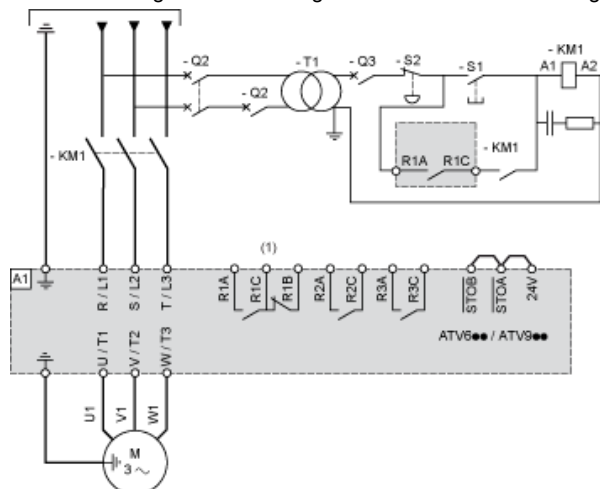 - Q2
- T1
- Q3
- S2
- S1
- KM1
A1
A2
- Q2
- KM1
R1A
R1C
- KM1
(1)
A1
R / L1
S / L2
T / L3
R1A
R1C
R1B
R2A
R2C
R3A
R3C
STOB
STOA
24V
U / T1
V / T2
W / T3
ATV6●● / ATV9●●
U1
V1
W1
M
3 ~